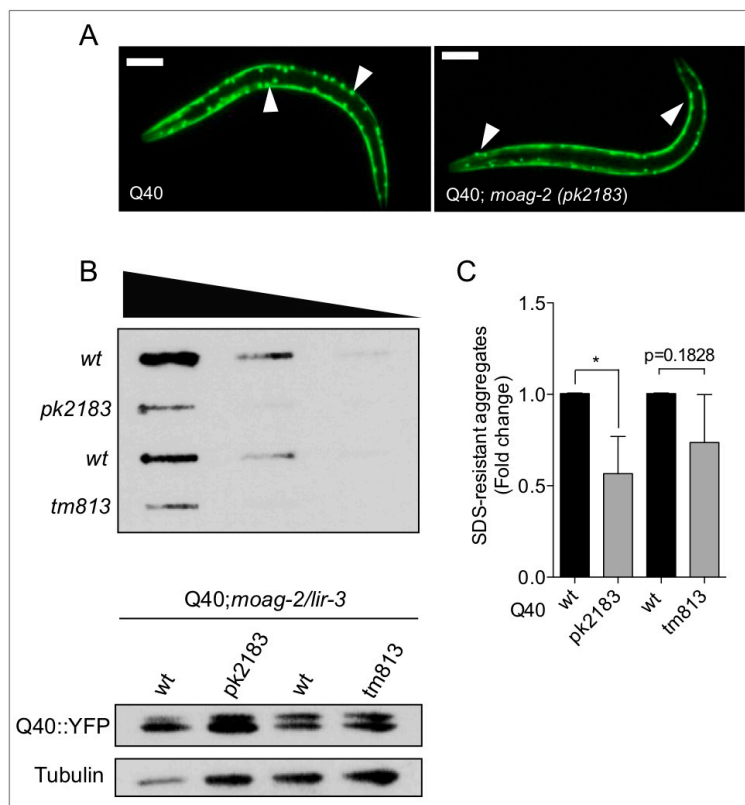 A
Q40
Q40; moag-2 (pk2183)
B
wt
pk2183
wt
tm813
Q40;moag-2/lir-3
wt
pk2183
wt
tm813
Q40::YFP
Tubulin
C
SDS-resistant aggregates
(Fold change)
1.5
1.0
0.5
0.0
*
p=0.1828
Q40
wt
pk2183
wt
tm813